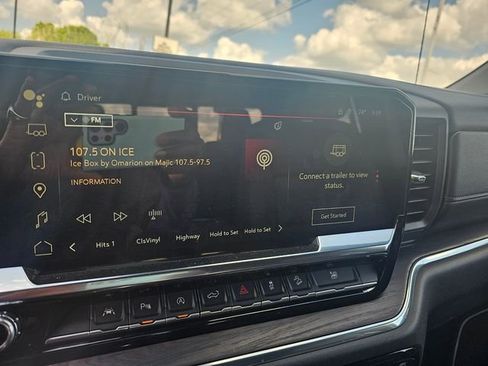 Driver
FM
107.5 ON ICE
Ice Box by Omarion on Majic 107.5-97.5
INFORMATION
Connect a trailer to view
status.
Get Started
Hits 1 ClsVinyl Highway Hold to Set Hold to Set